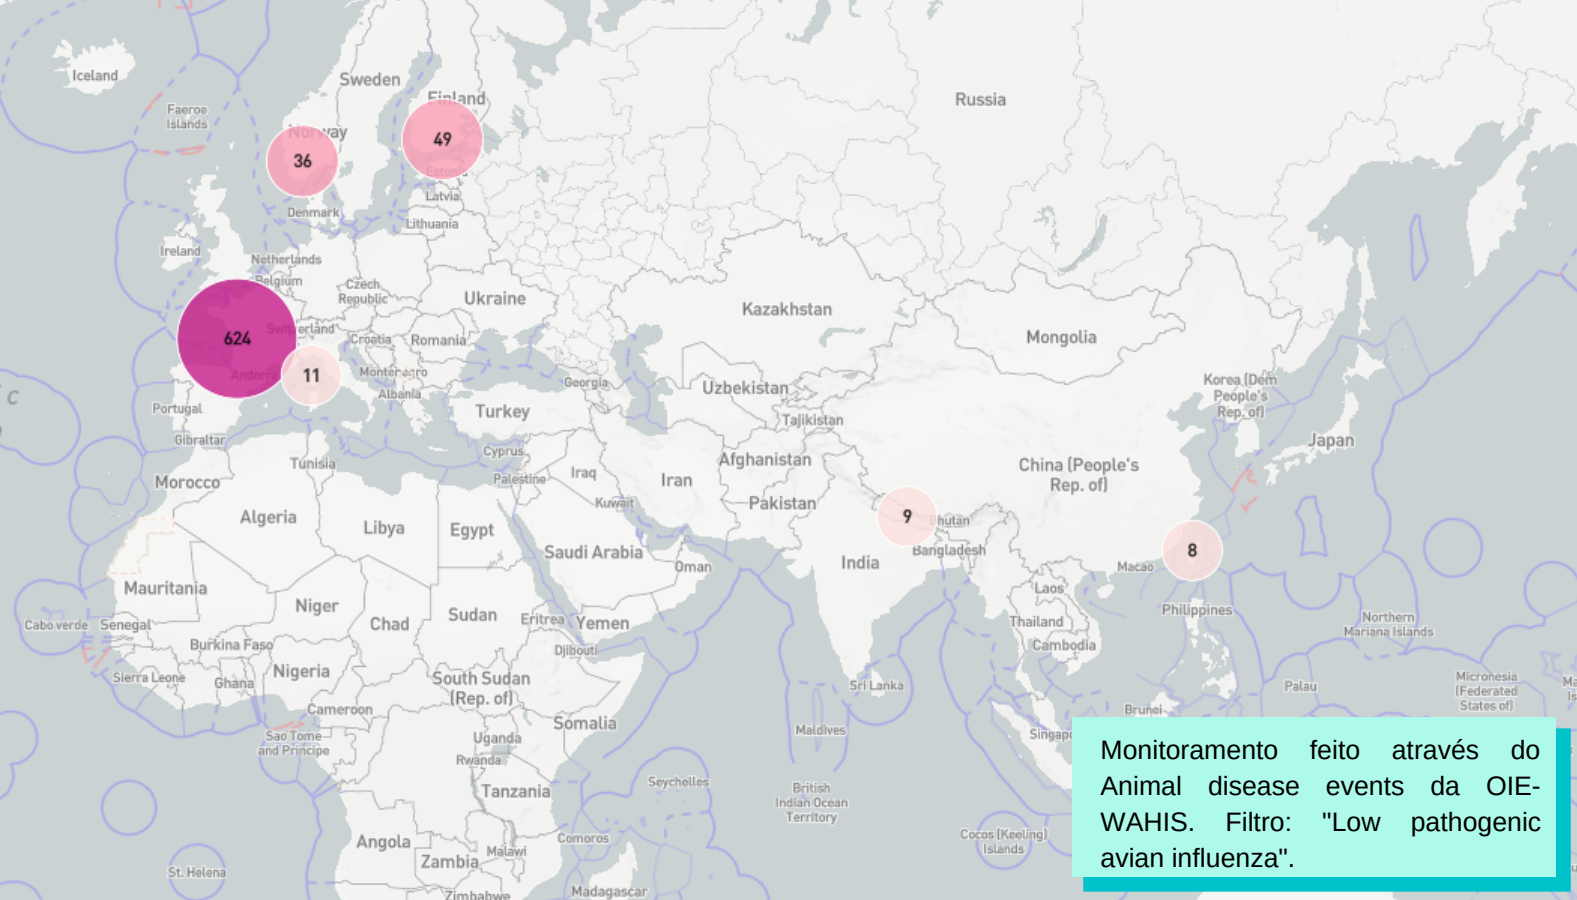 Iceland
Sweden
Finland
Russia
Faeroe
Islands
49
Norway
36
Estonia
Latvia
Denmark
Lithuania
Ireland
Netherlands
Belgium
Czech
Republic
Ukraine
Kazakhstan
624
Switzerland
Croatia
Romania
Mongolia
Andorra
11
Montenegro
Albania
Georgia
Uzbekistan
Korea (Dem
People's
Rep. of)
Portugal
Turkey
Tajikistan
Gibraltar
Japan
C
Cyprus
Tunisia
Afghanistan
China (People's
Rep. of)
Morocco
Palestine
Iraq
Iran
Kuwait
Pakistan
Algeria
Libya
Egypt
9
Bhutan
Saudi Arabia
Bangladesh
8
Oman
India
Macao
Mauritania
Laos
Niger
Sudan
Eritrea
Yemen
Philippines
Cabo verde
Senegal
Chad
Thailand
Northern
Mariana Islands
Burkina Faso
Djibouti
Cambodia
Nigeria
Sierra Leone
Ghana
South Sudan
(Rep. of)
Sri Lanka
Palau
Micronesia
(Federated
States of)
Ma
Is
Cameroon
Somalia
Brunei
Sao Tome
and Principe
Uganda
Maldives
Singapo
Rwanda
Tanzania
Seychelles
British
Indian Ocean
Territory
Angola
Comoros
Cocos (Keeling)
Islands
Malawi
Zambia
St. Helena
Zimbabwe
Madagascar
Monitoramento feito através do
Animal disease events da OIE-
WAHIS. Filtro: "Low pathogenic
avian influenza".